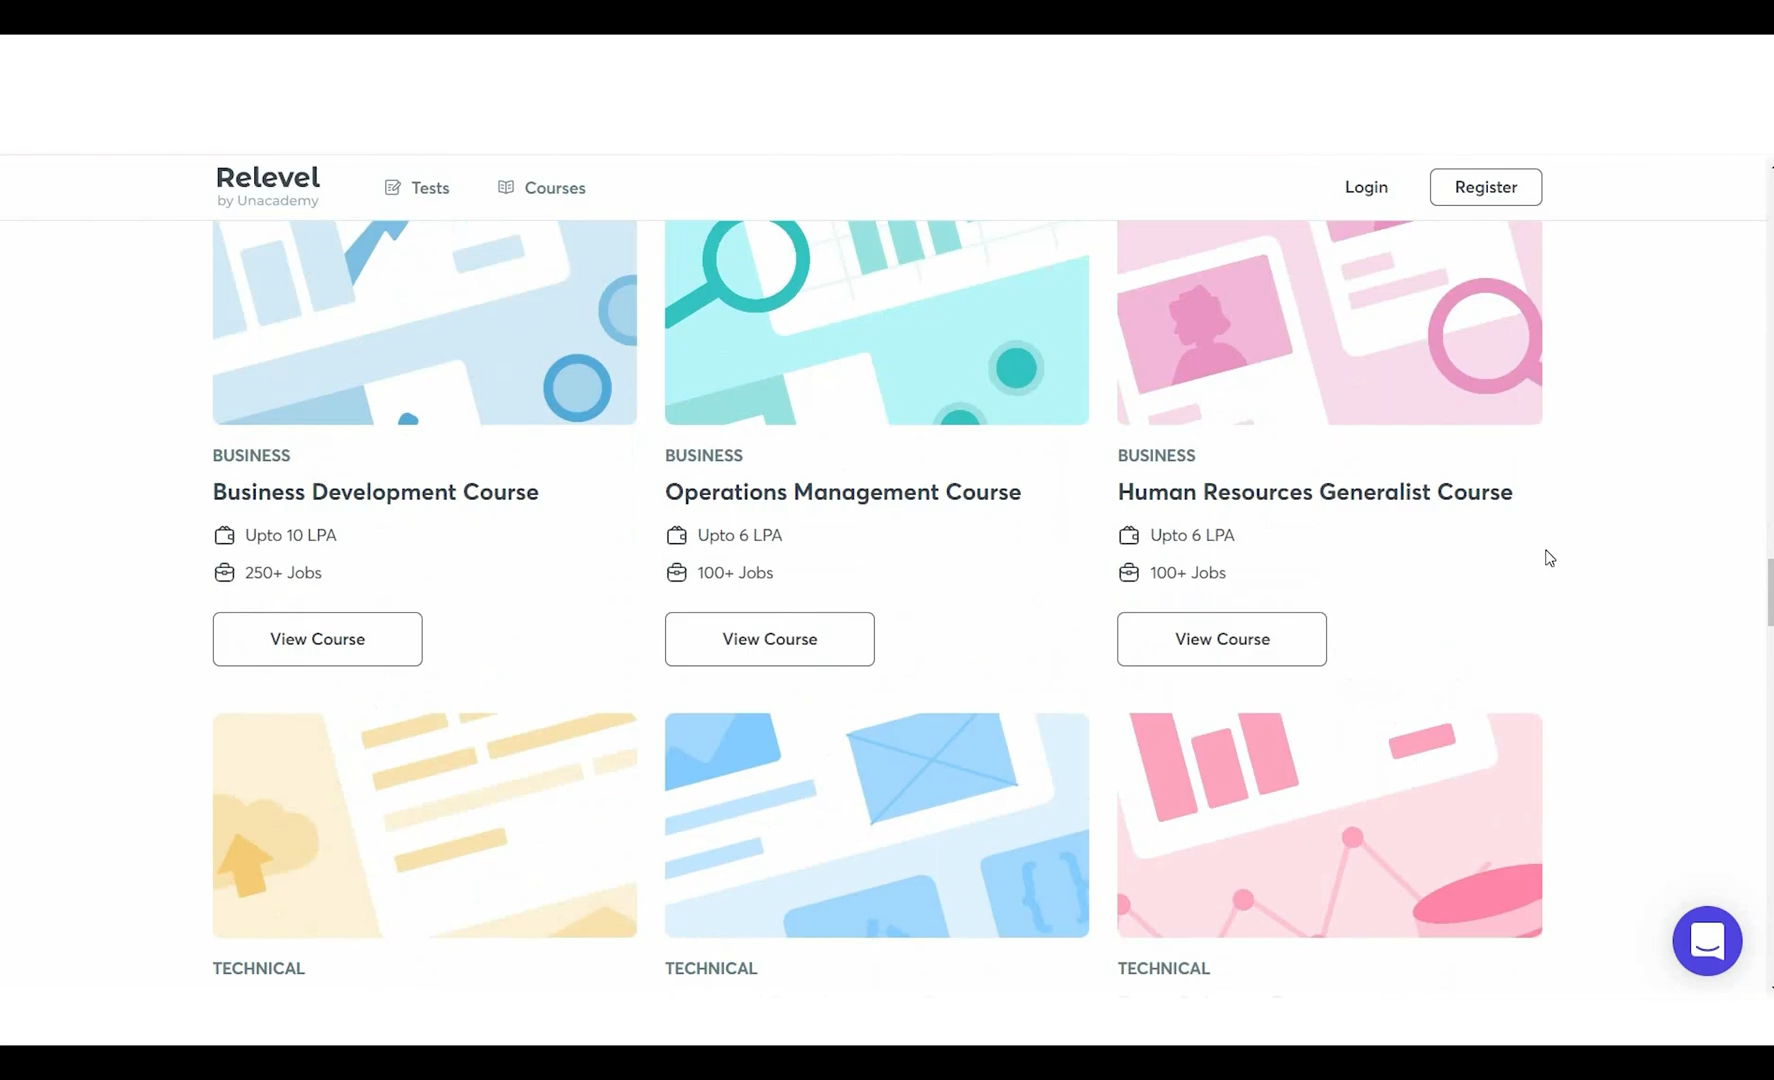 Relevel
by Unacademy
Tests
Courses
Login
Register
BUSINESS
Business Development Course
Upto 10 LPA
250+ Jobs
View Course
BUSINESS
Operations Management Course
Upto 6 LPA
100+ Jobs
View Course
BUSINESS
Human Resources Generalist Course
Upto 6 LPA
100+ Jobs
View Course
TECHNICAL
TECHNICAL
TECHNICAL